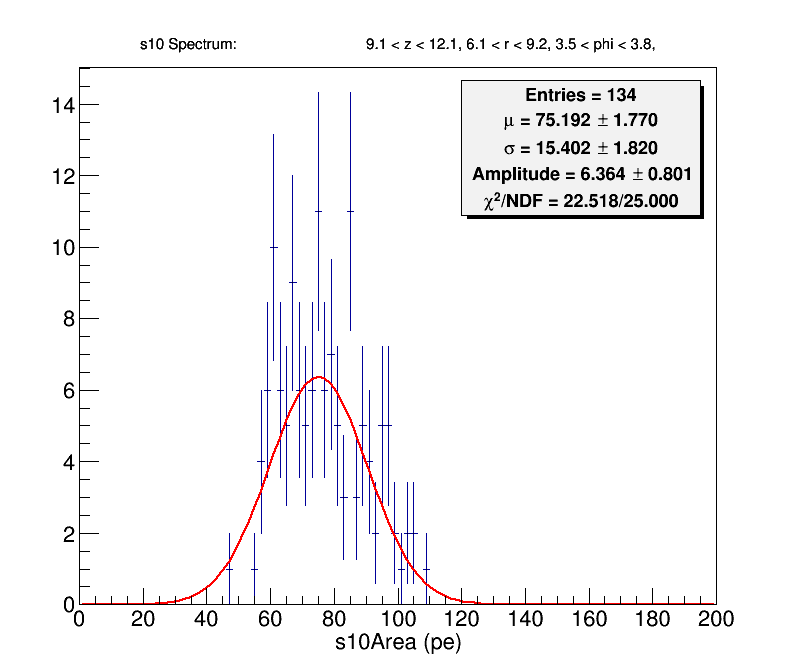 s10 Spectrum: 9.1 < z < 12.1, 6.1 < r < 9.2, 3.5 < phi < 3.8,
Entries = 134
μ = 75.192 ± 1.770
σ = 15.402 ± 1.820
Amplitude = 6.364 ± 0.801
χ²/NDF = 22.518/25.000
14
12
10
8
6
4
2
0
0 20 40 60 80 100 120 140 160 180 200
s10Area (pe)